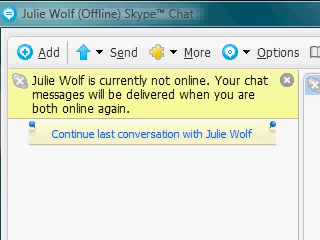 Julie Wolf (Offline) Skype™ Chat
Add Send More Options
Julie Wolf is currently not online. Your chat
messages will be delivered when you are
both online again.
Continue last conversation with Julie Wolf